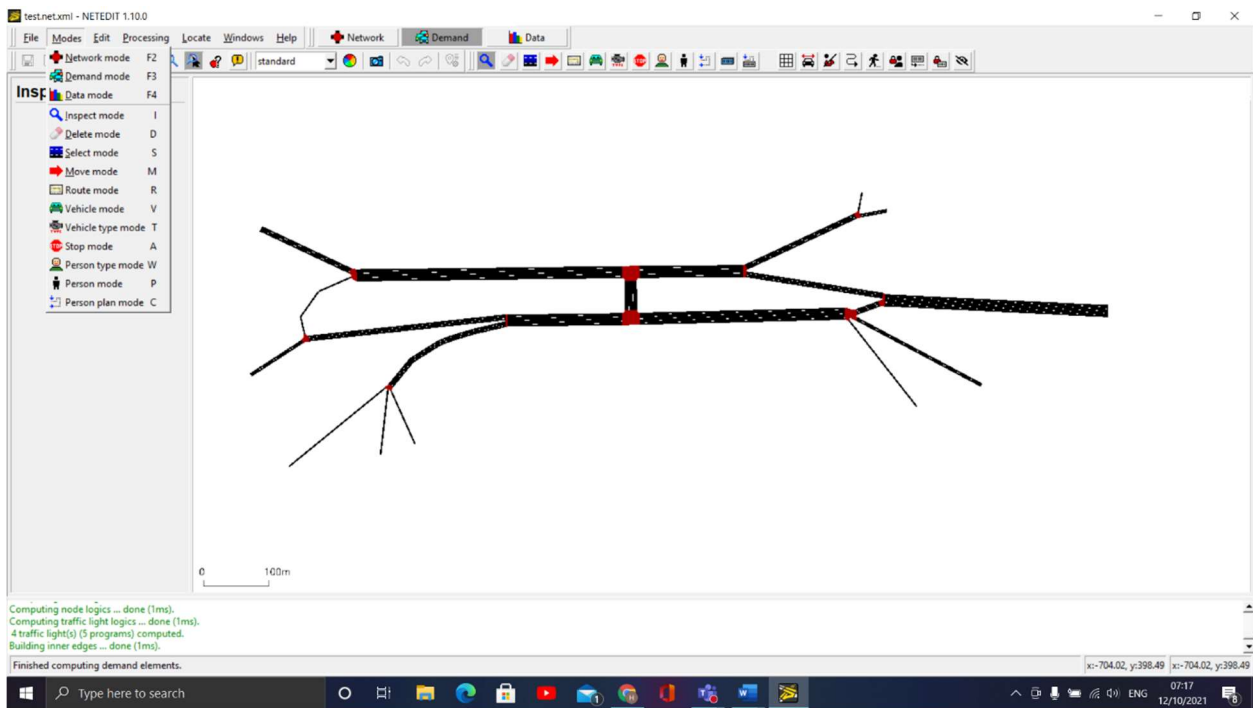 test.net.xml - NETEDIT 1.10.0
File Modes Edit Processing Locate Windows Help Network Demand Data
standard
Network mode F2
Demand mode F3
Data mode F4
Inspect mode I
Delete mode D
Select mode S
Move mode M
Route mode R
Vehicle mode V
Vehicle type mode T
Stop mode A
Person type mode W
Person mode P
Person plan mode C
STOP
0 100m
Computing node logics ... done (1ms).
Computing traffic light logics ... done (1ms).
4 traffic light(s) (5 programs) computed.
Building inner edges ... done (1ms).
Finished computing demand elements. x:-704.02, y:398.49 x:-704.02, y:398.49
Type here to search ENG 07:17
12/10/2021